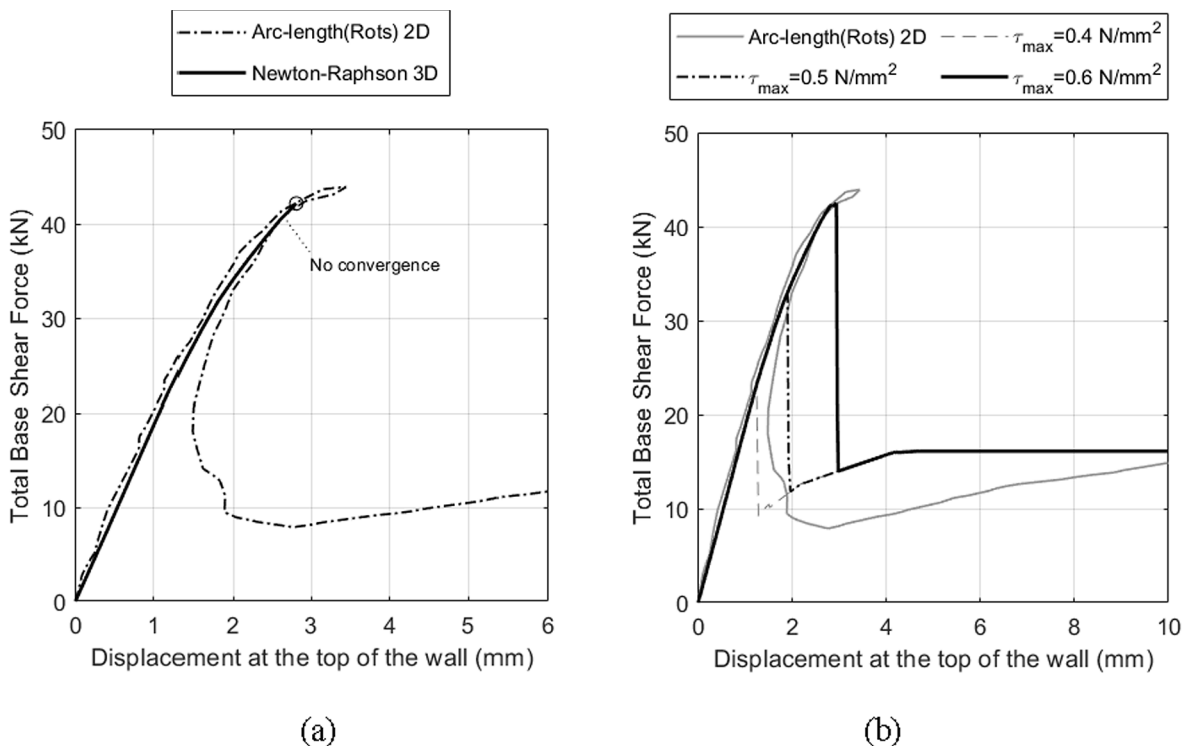 Arc-length(Rots) 2D
Newton-Raphson 3D
50
40
30
20
10
0
Total Base Shear Force (kN)
No convergence
0 1 2 3 4 5 6
Displacement at the top of the wall (mm)
(a)
Arc-length(Rots) 2D
τmax=0.4 N/mm²
τmax=0.5 N/mm²
τmax=0.6 N/mm²
50
40
30
20
10
0
Total Base Shear Force (kN)
0 2 4 6 8 10
Displacement at the top of the wall (mm)
(b)